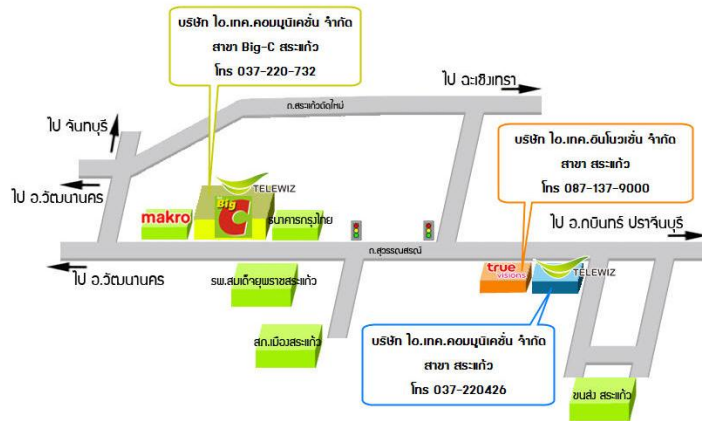 บริษัท ไอ.เทค.คอมมูนิเคชั่น จำกัด
สาขา Big-C สระแก้ว
โทร 037-220-732
ไป ฉะเชิงเทรา
ถ.สระแก้วตัดใหม่
ไป จันทบุรี
บริษัท ไอ.เทค.อินโนวเชั่น จำกัด
สาขา สระแก้ว
โทร 087-137-9000
ไป อ.วัฒนานคร
TELEWIZ
makro
Big C
ธนาคารกรุงไทย
ไป อ.กบินทร์ ปราจีนบุรี
ถ.สุวรรณศรณ์
ไป อ.วัฒนานคร
รพ.สมเด็จยุพราชสระแก้ว
true visions
TELEWIZ
สภ.เมืองสระแก้ว
บริษัท ไอ.เทค.คอมมูนิเคชั่น จำกัด
สาขา สระแก้ว
โทร 037-220426
ขนส่ง สระแก้ว